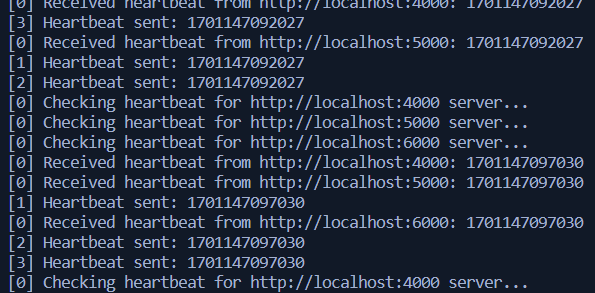 [0] Received heartbeat from http://localhost:4000: 1701147092027
[3] Heartbeat sent: 1701147092027
[0] Received heartbeat from http://localhost:5000: 1701147092027
[1] Heartbeat sent: 1701147092027
[2] Heartbeat sent: 1701147092027
[0] Checking heartbeat for http://localhost:4000 server...
[0] Checking heartbeat for http://localhost:5000 server...
[0] Checking heartbeat for http://localhost:6000 server...
[0] Received heartbeat from http://localhost:4000: 1701147097030
[0] Received heartbeat from http://localhost:5000: 1701147097030
[1] Heartbeat sent: 1701147097030
[0] Received heartbeat from http://localhost:6000: 1701147097030
[2] Heartbeat sent: 1701147097030
[3] Heartbeat sent: 1701147097030
[0] Checking heartbeat for http://localhost:4000 server...